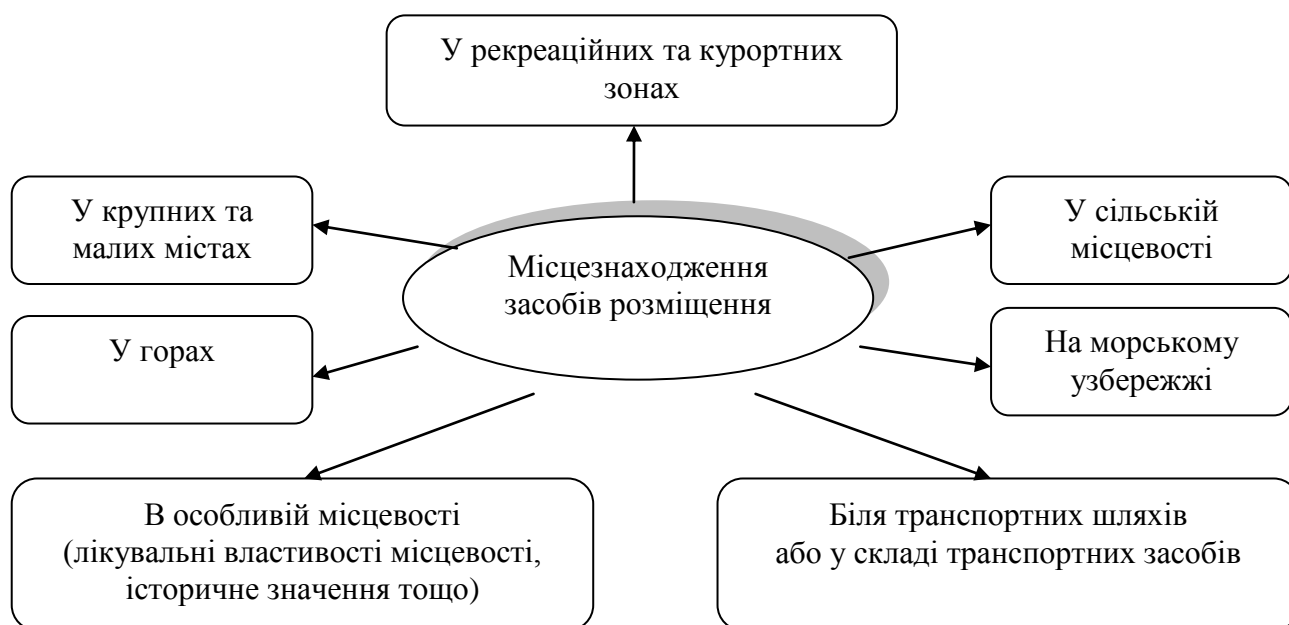 У рекреаційних та курортних
зонах
У крупних та
малих містах
У сільській
місцевості
Місцезнаходження
засобів розміщення
У горах
На морському
узбережжі
В особливій місцевості
(лікувальні властивості місцевості,
історичне значення тощо)
Біля транспортних шляхів
або у складі транспортних засобів